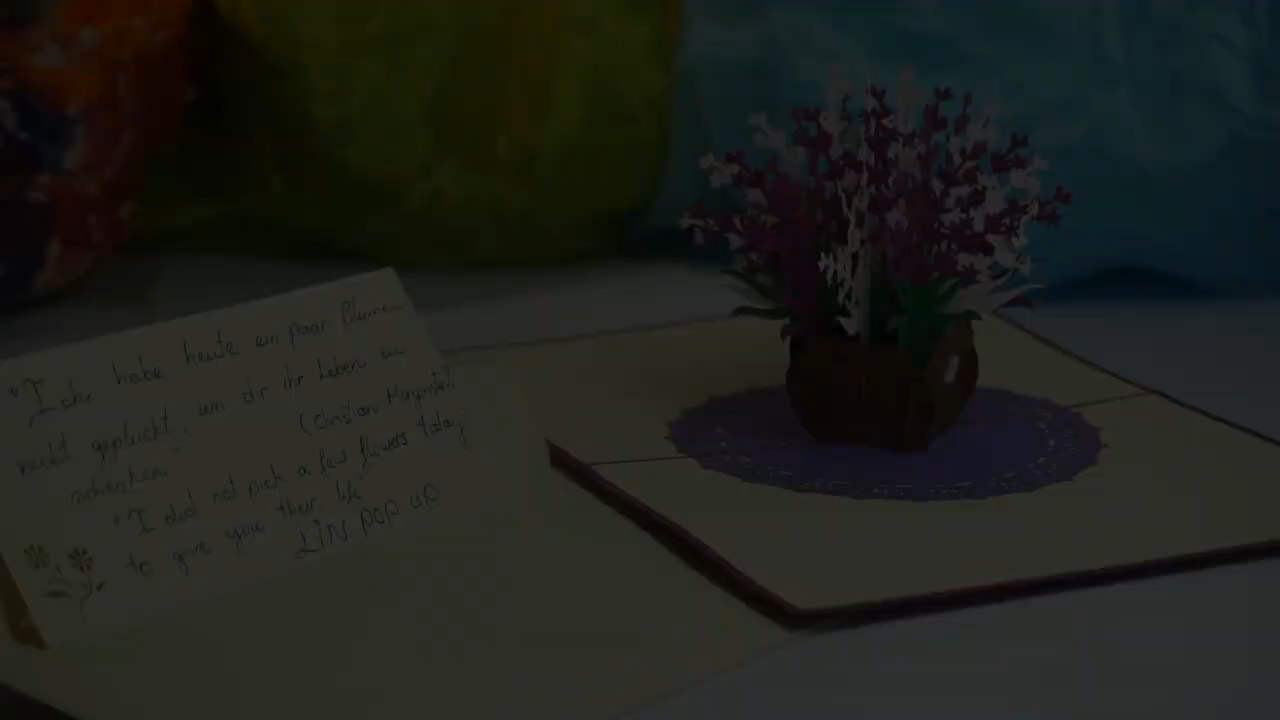 "Ich habe heute ein paar Blumen
nicht gepflückt, um dir ihr Leben zu
schenken" (Christian Morgenstern)
"I did not pick a few flowers today
to give you their life"
LIN POP UP